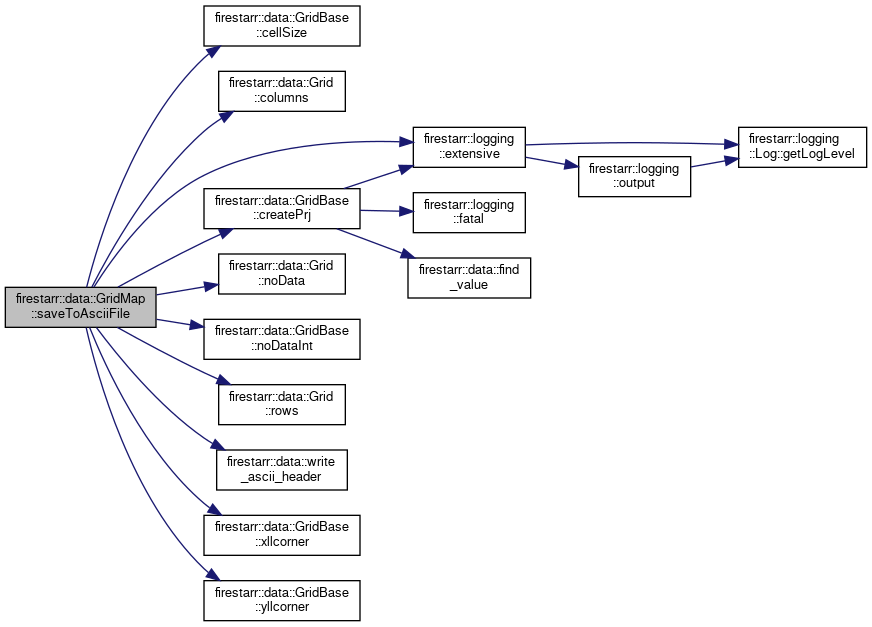 firestarr::data::GridBase
::cellSize
firestarr::data::Grid
::columns
firestarr::logging
::extensive
firestarr::logging
::Log::getLogLevel
firestarr::logging
::output
firestarr::data::GridBase
::createPrj
firestarr::logging
::fatal
firestarr::data::Grid
::noData
firestarr::data::find
_value
firestarr::data::GridMap
::saveToAsciiFile
firestarr::data::GridBase
::noDataInt
firestarr::data::Grid
::rows
firestarr::data::write
_ascii_header
firestarr::data::GridBase
::xllcorner
firestarr::data::GridBase
::yllcorner